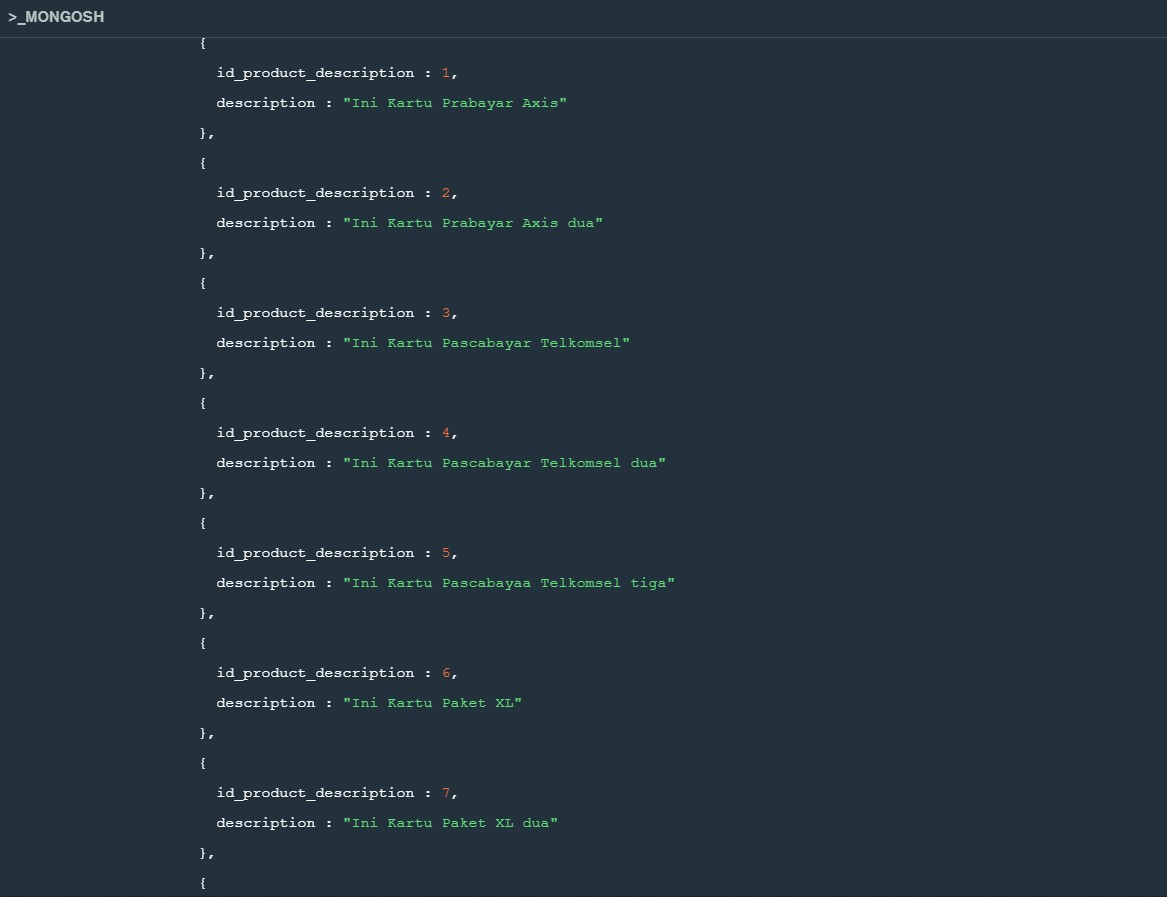 >_MONGOSH
{
id_product_description : 1,
description : "Ini Kartu Prabayar Axis"
},
{
id_product_description : 2,
description : "Ini Kartu Prabayar Axis dua"
},
{
id_product_description : 3,
description : "Ini Kartu Pascabayar Telkomsel"
},
{
id_product_description : 4,
description : "Ini Kartu Pascabayar Telkomsel dua"
},
{
id_product_description : 5,
description : "Ini Kartu Pascabayaa Telkomsel tiga"
},
{
id_product_description : 6,
description : "Ini Kartu Paket XL"
},
{
id_product_description : 7,
description : "Ini Kartu Paket XL dua"
},
{